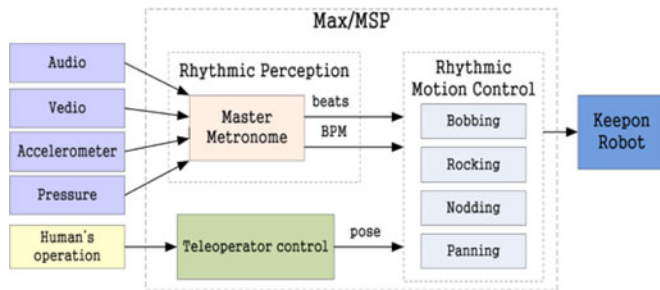 Max/MSP
Audio
Vedio
Accelerometer
Pressure
Human's
operation
Rhythmic Perception
Master
Metronome
beats
BPM
Teleoperator control
pose
Rhythmic
Motion Control
Bobbing
Rocking
Nodding
Panning
Keepon
Robot